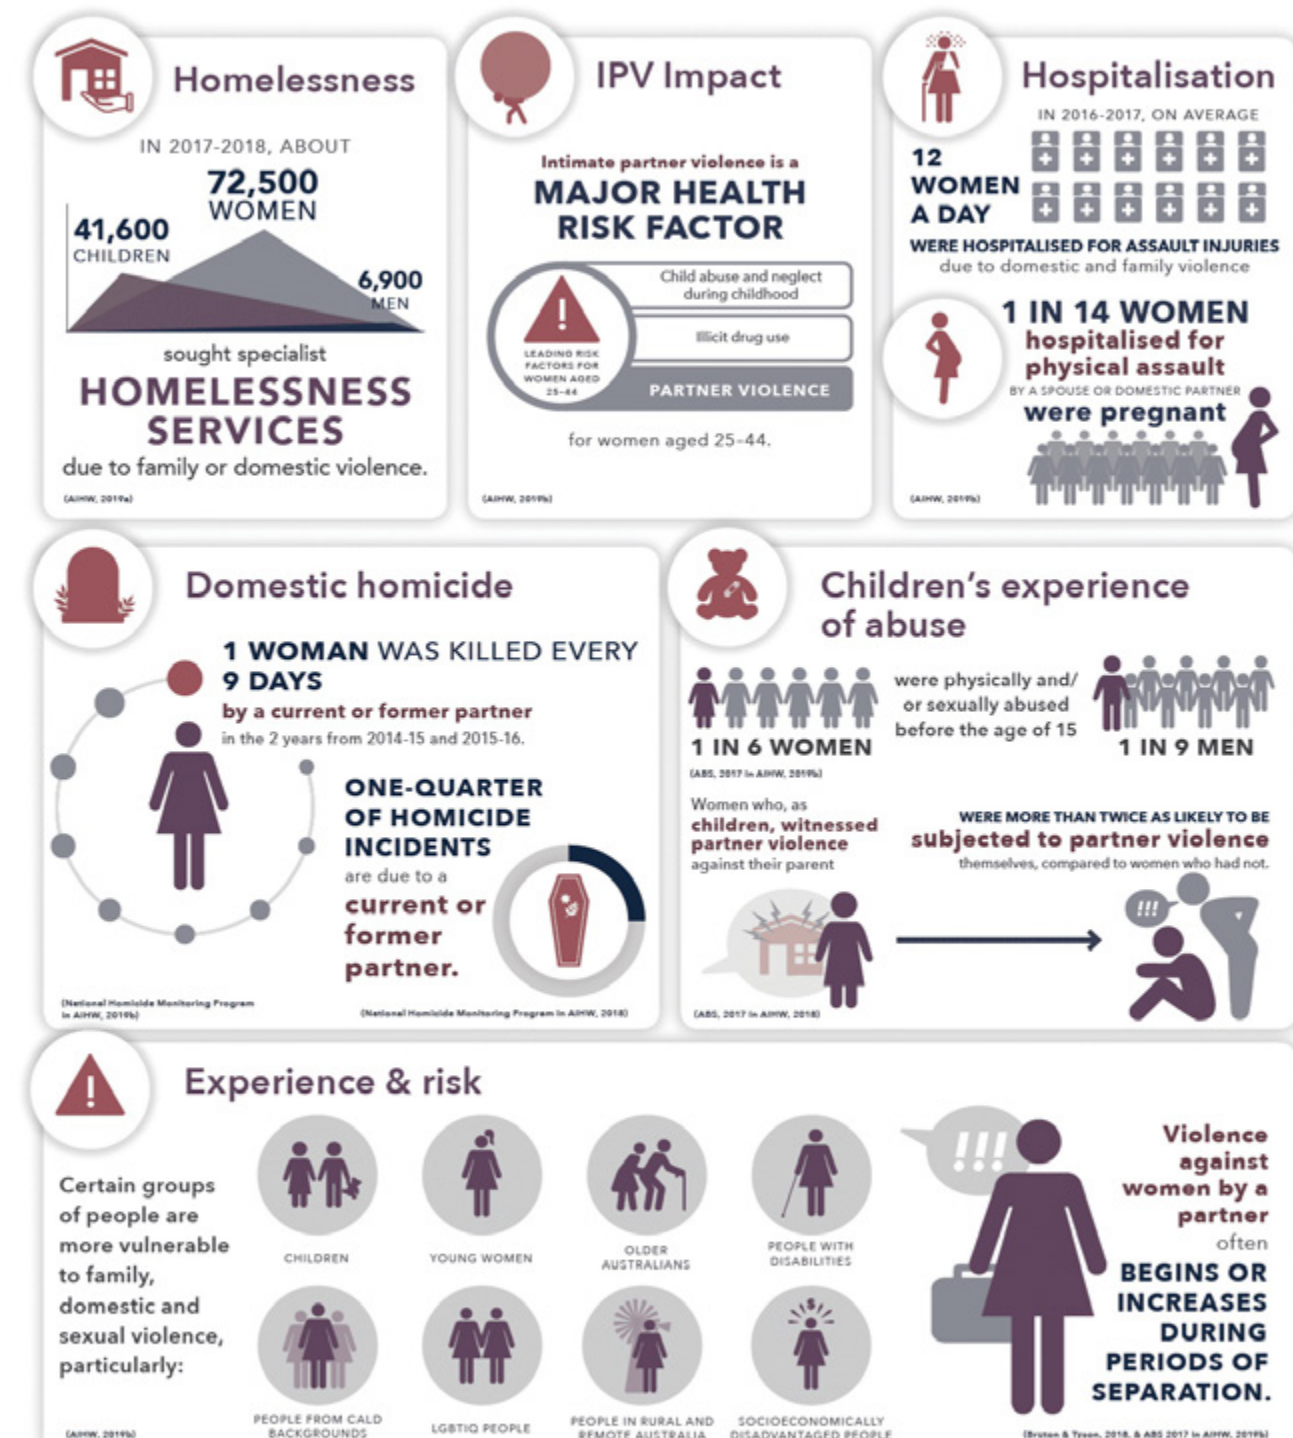 Homelessness
IN 2017-2018, ABOUT
72,500
WOMEN
41,600
CHILDREN
6,900
MEN
sought specialist
HOMELESSNESS
SERVICES
due to family or domestic violence.
(AIHW, 2019a)
IPV Impact
Intimate partner violence is a
MAJOR HEALTH
RISK FACTOR
!
LEADING RISK
FACTORS FOR
WOMEN AGED
25-44
Child abuse and neglect
during childhood
Illicit drug use
PARTNER VIOLENCE
for women aged 25-44.
(AIHW, 2019b)
Hospitalisation
IN 2016-2017, ON AVERAGE
12
WOMEN
A DAY
WERE HOSPITALISED FOR ASSAULT INJURIES
due to domestic and family violence
1 IN 14 WOMEN
hospitalised for
physical assault
BY A SPOUSE OR DOMESTIC PARTNER
were pregnant
(AIHW, 2019b)
Domestic homicide
1 WOMAN WAS KILLED EVERY
9 DAYS
by a current or former partner
in the 2 years from 2014-15 and 2015-16.
ONE-QUARTER
OF HOMICIDE
INCIDENTS
are due to a
current or
former
partner.
(National Homicide Monitoring Program
in AIHW, 2019b)
(National Homicide Monitoring Program in AIHW, 2018)
Children's experience
of abuse
1 IN 6 WOMEN
were physically and/
or sexually abused
before the age of 15
1 IN 9 MEN
(ABS, 2017 in AIHW, 2019b)
Women who, as
children, witnessed
partner violence
against their parent
WERE MORE THAN TWICE AS LIKELY TO BE
subjected to partner violence
themselves, compared to women who had not.
!!!
(ABS, 2017 in AIHW, 2018)
!
Experience & risk
Certain groups
of people are
more vulnerable
to family,
domestic and
sexual violence,
particularly:
CHILDREN
YOUNG WOMEN
OLDER
AUSTRALIANS
PEOPLE WITH
DISABILITIES
PEOPLE FROM CALD
BACKGROUNDS
LGBTIQ PEOPLE
PEOPLE IN RURAL AND
REMOTE AUSTRALIA
$
SOCIOECONOMICALLY
DISADVANTAGED PEOPLE
(AIHW, 2019b)
!!!
Violence
against
women by a
partner
often
BEGINS OR
INCREASES
DURING
PERIODS OF
SEPARATION.
& ABS 2017 in AIHW, 2019b)